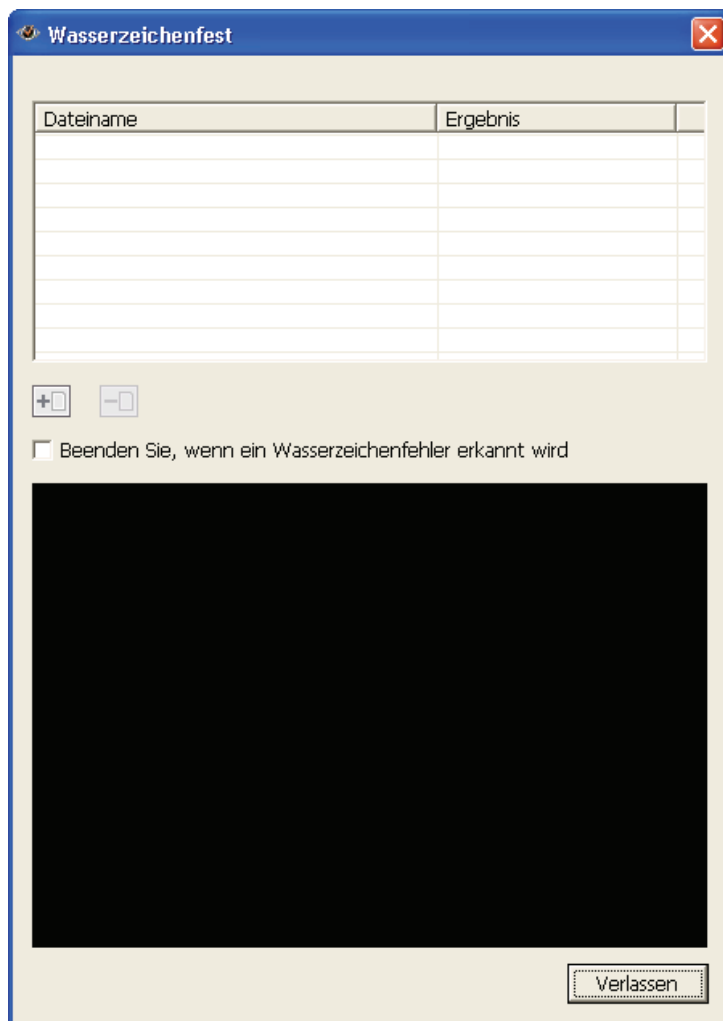 Wasserzeichenfest
Dateiname Ergebnis
Beenden Sie, wenn ein Wasserzeichenfehler erkannt wird
Verlassen